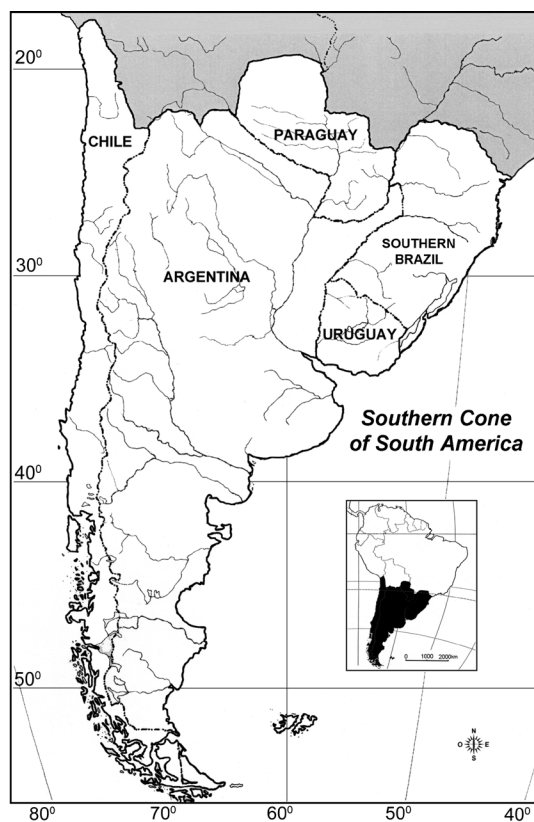 20⁰
CHILE
PARAGUAY
SOUTHERN
BRAZIL
30⁰
ARGENTINA
URUGUAY
Southern Cone
of South America
40⁰
0 1000 2000km
50⁰
N
O E
S
80⁰ 70⁰ 60⁰ 50⁰ 40⁰